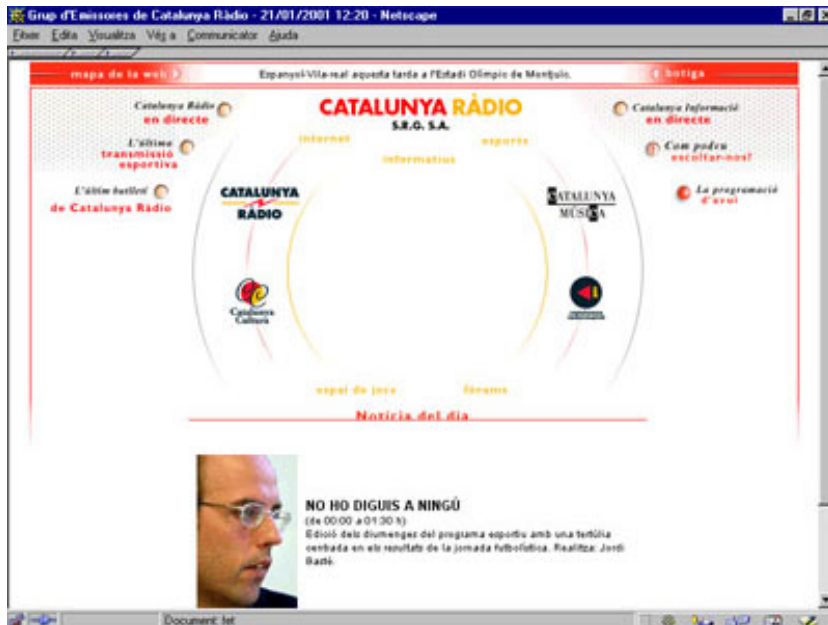 Grup d'Emissores de Catalunya Ràdio - 21/01/2001 12:20 - Netscape
Fitxer Edita Visualitza Vés a Communicator Ajuda
mapa de la web
Espanyol-Vila-real aquesta tarda a l'Estadi Olímpic de Montjuïc.
botiga
Catalunya Ràdio
en directe
CATALUNYA RÀDIO
S.R.G. S.A.
Catalunya Informació
en directe
internet
informatius
esports
L'última
transmissió
esportiva
Com podeu
escoltar-nos?
L'últim butlletí
de Catalunya Ràdio
CATALUNYA
RÀDIO
CATALUNYA
MÚSICA
La programació
d'avui
Catalunya
Cultura
espai de jocs
fòrums
Notícia del dia
NO HO DIGUIS A NINGÚ
(de 00:00 a 01:30 h)
Edició dels diumenges del programa esportiu amb una tertúlia
centrada en els resultats de la jornada futbolística. Realitza: Jordi
Basté.
Document: fet